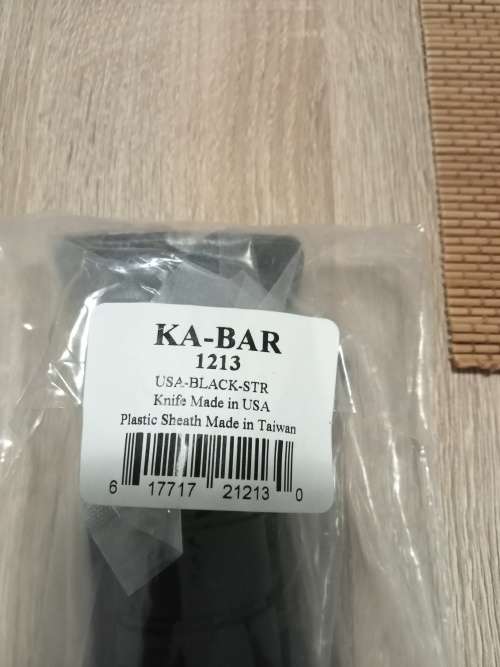 KA-BAR
1213
USA-BLACK-STR
Knife Made in USA
Plastic Sheath Made in Taiwan
6 17717 21213 0